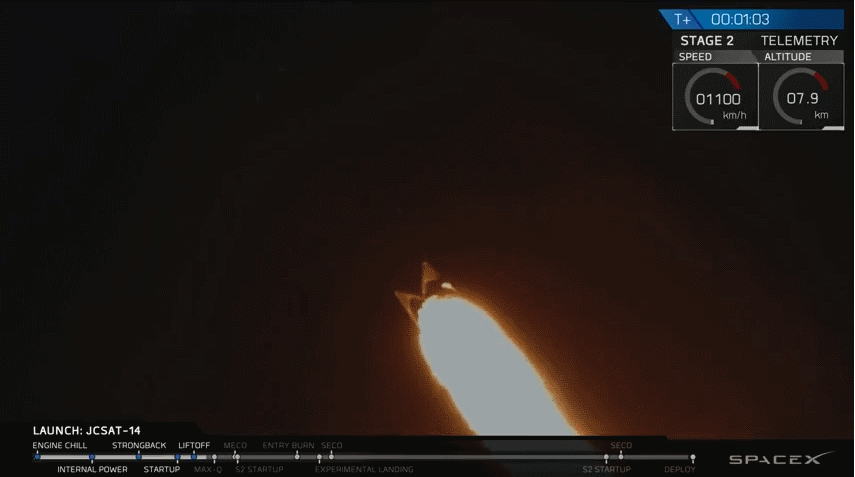 T+ 00:01:03
STAGE 2 TELEMETRY
SPEED ALTITUDE
01100 07.9
km/h km
LAUNCH: JCSAT-14
ENGINE CHILL STRONGBACK LIFTOFF MECO ENTRY BURN SECO SECO
INTERNAL POWER STARTUP MAX-Q S2 STARTUP EXPERIMENTAL LANDING S2 STARTUP DEPLOY
SPACEX